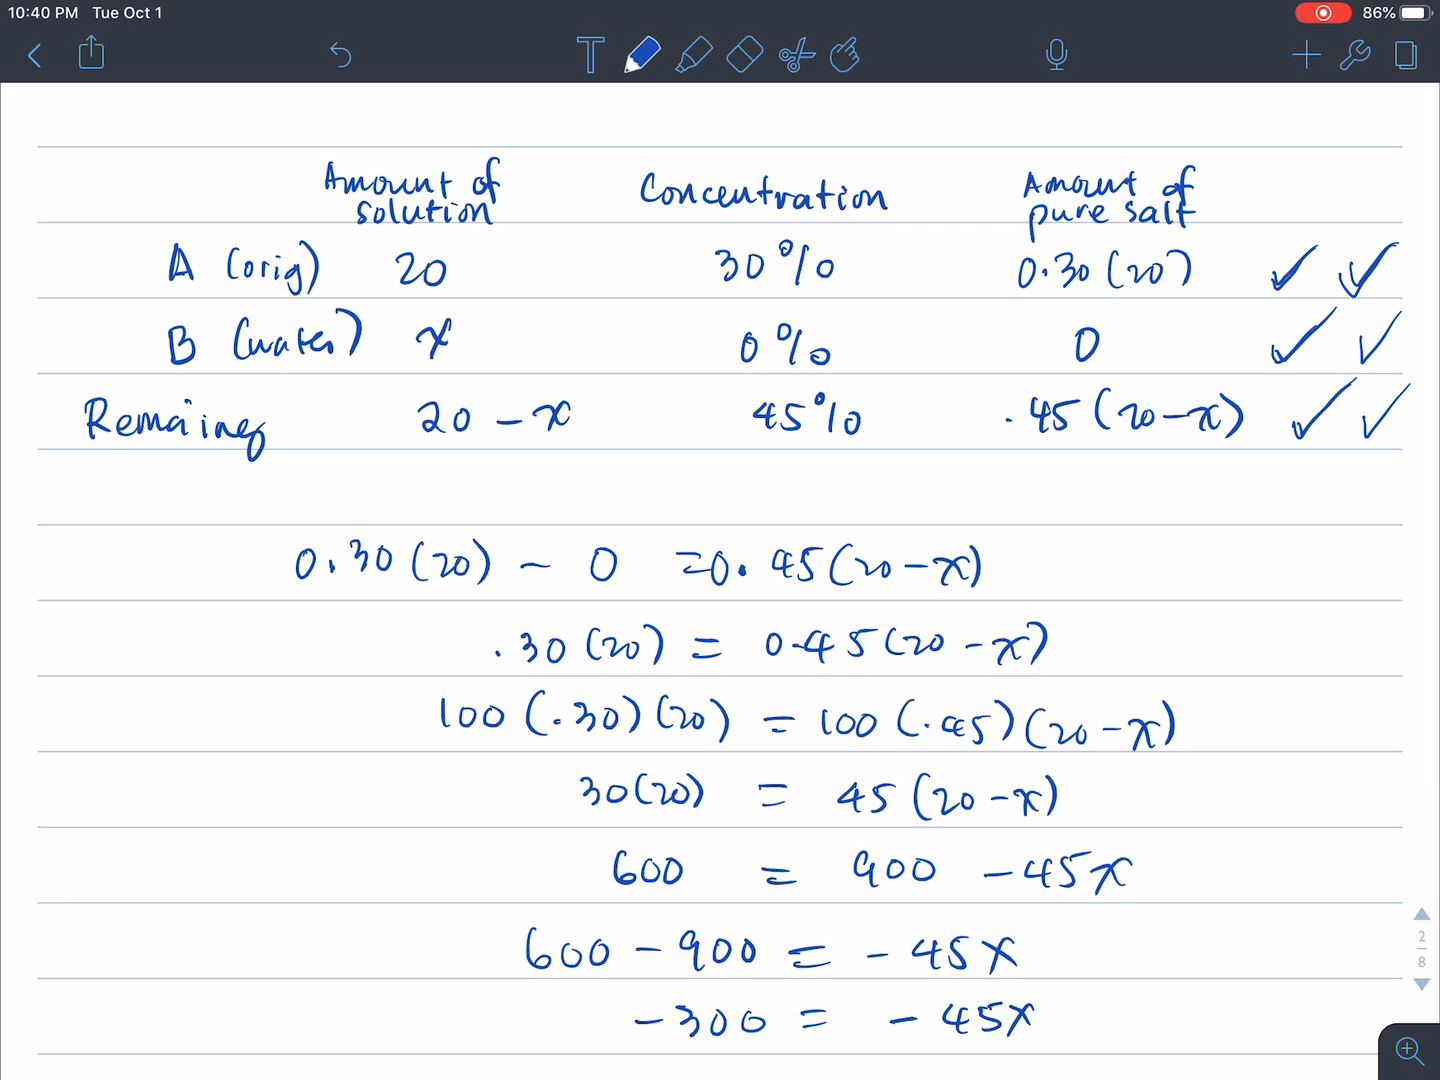 10:40 PM Tue Oct 1 86%
T
Amount of solution Concentration Amount of pure salt
A (orig) 20 30% 0.30(20) ✓ ✓
B (water) x 0% 0 ✓ ✓
Remaining 20 - x 45% .45(20-x) ✓ ✓
0.30(20) - 0 = 0.45(20-x)
.30(20) = 0.45(20-x)
100(.30)(20) = 100(.45)(20-x)
30(20) = 45(20-x)
600 = 900 - 45x
600 - 900 = -45x
-300 = -45x
2
8